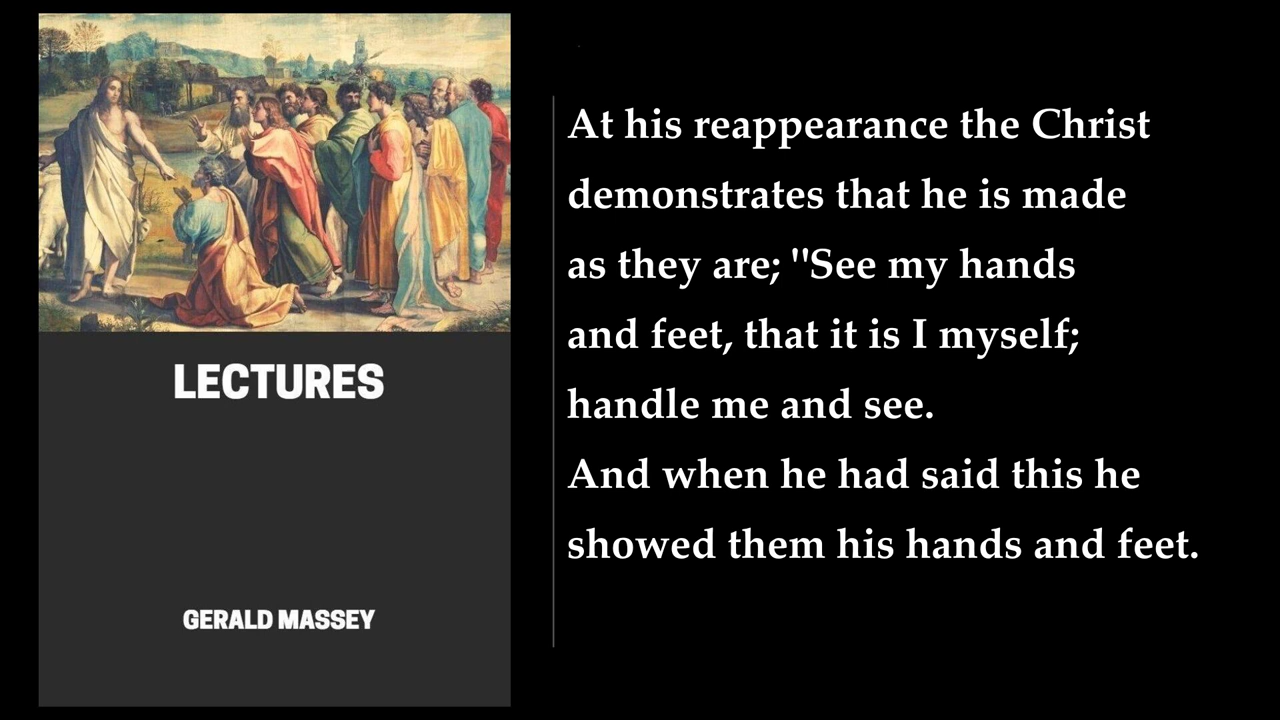 LECTURES
GERALD MASSEY
At his reappearance the Christ
demonstrates that he is made
as they are; "See my hands
and feet, that it is I myself;
handle me and see.
And when he had said this he
showed them his hands and feet.